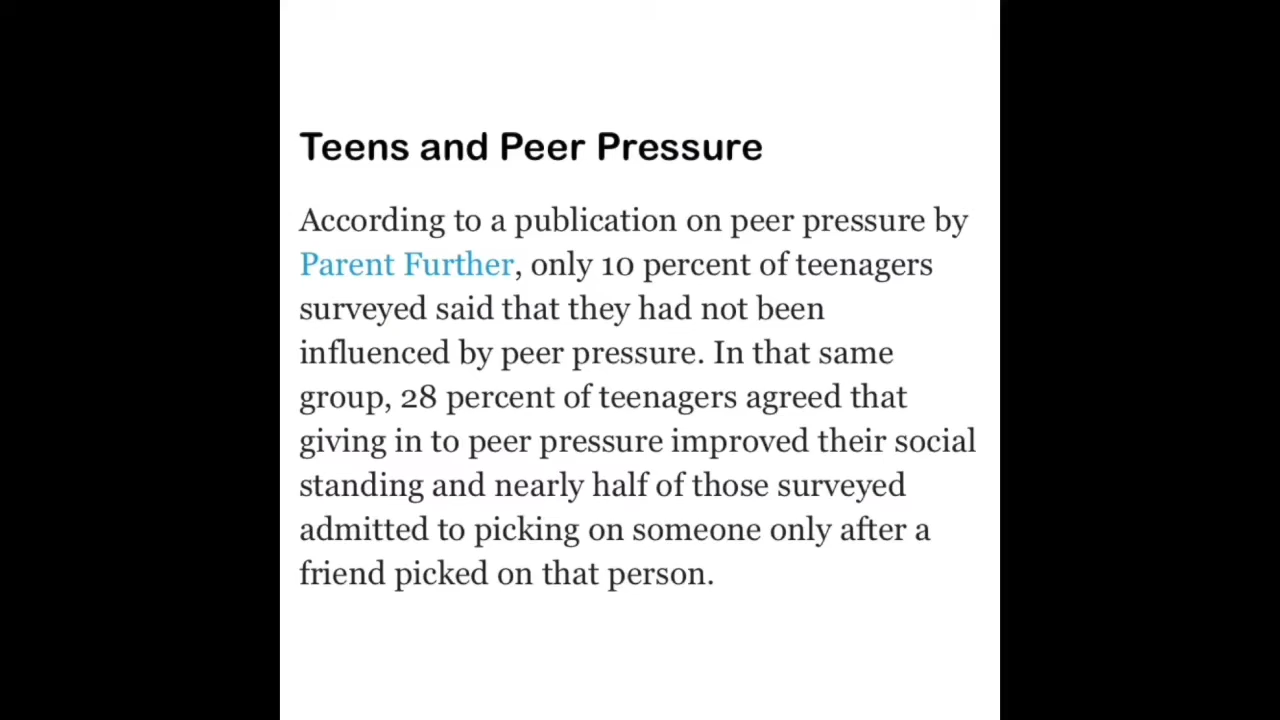 Teens and Peer Pressure
According to a publication on peer pressure by
Parent Further, only 10 percent of teenagers
surveyed said that they had not been
influenced by peer pressure. In that same
group, 28 percent of teenagers agreed that
giving in to peer pressure improved their social
standing and nearly half of those surveyed
admitted to picking on someone only after a
friend picked on that person.